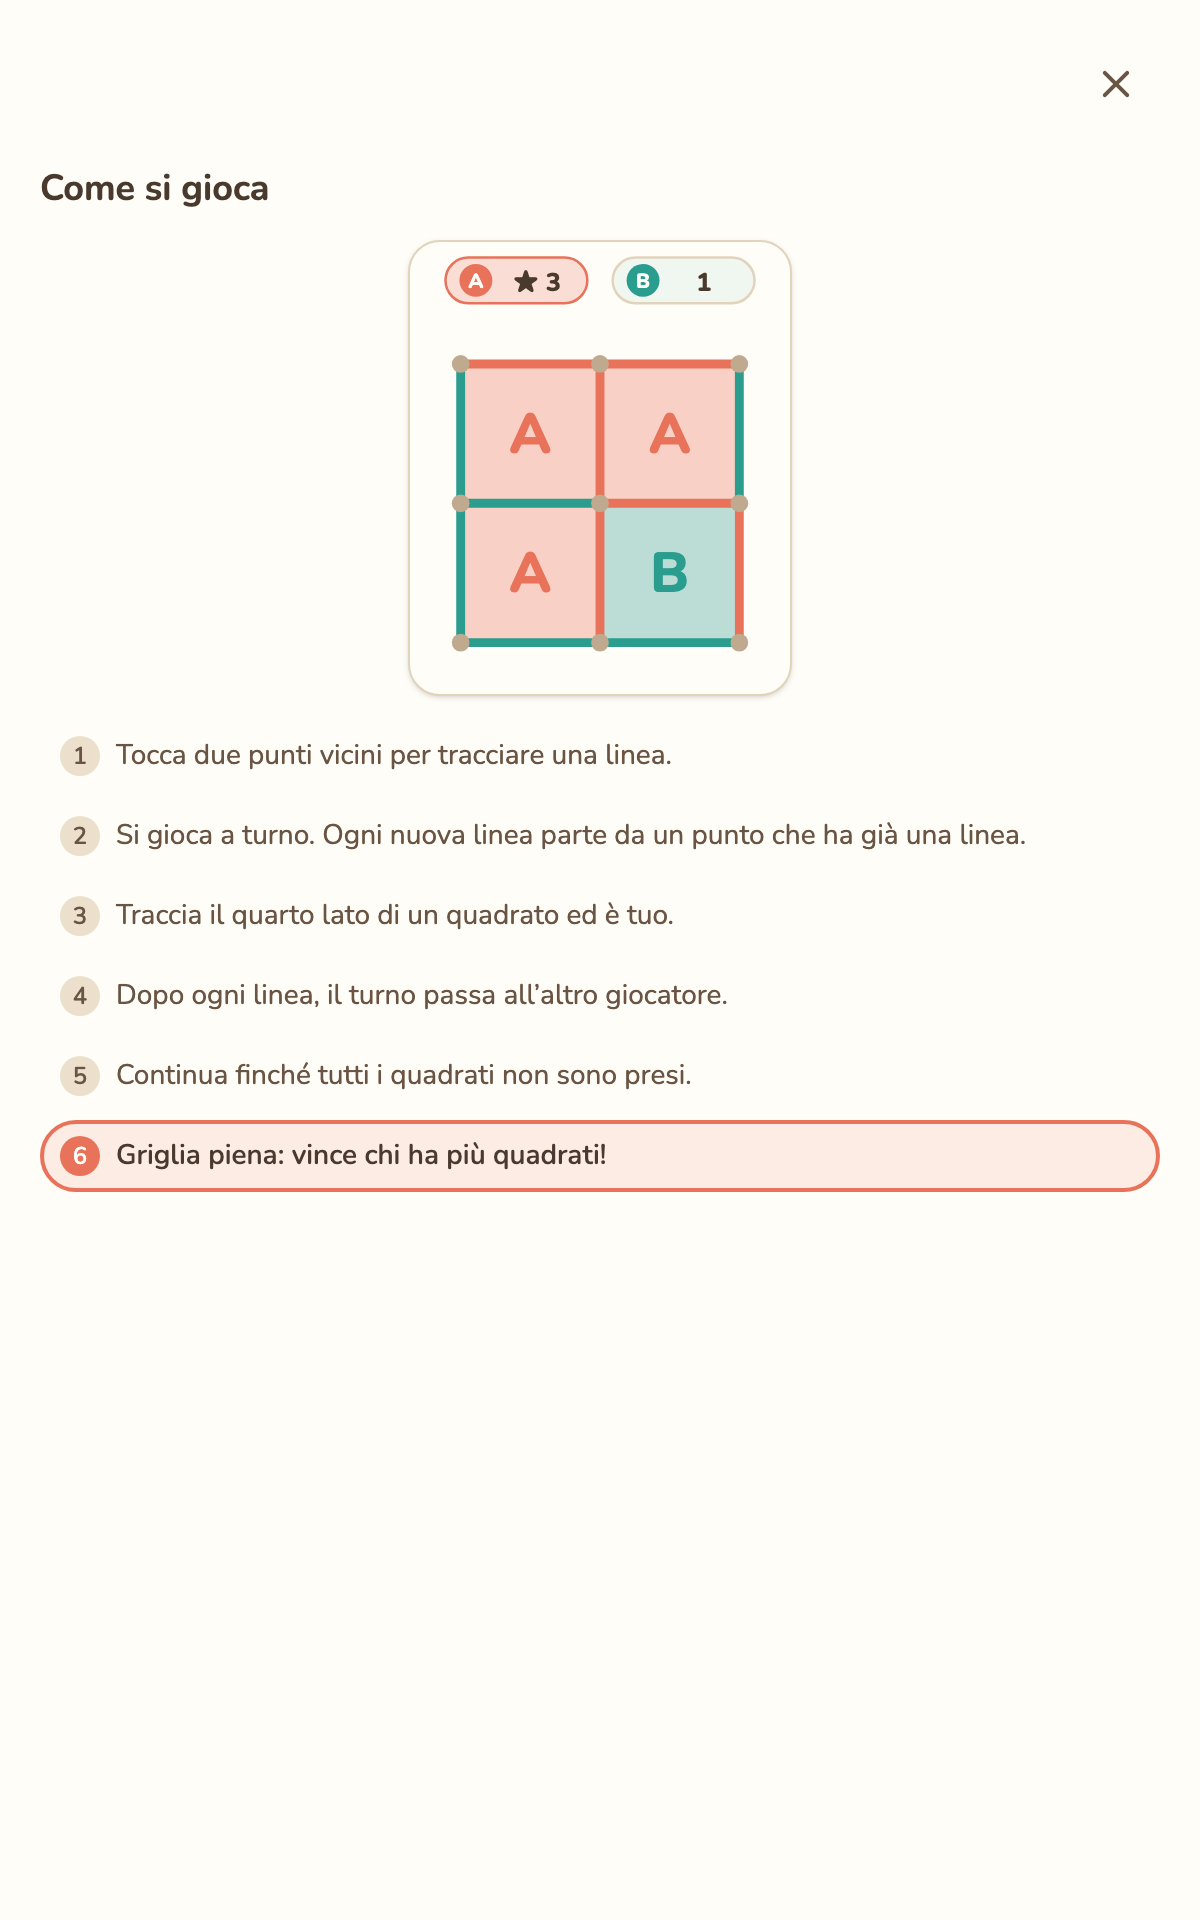 Come si gioca
A ★ 3 B 1
A A
A B
1 Tocca due punti vicini per tracciare una linea.
2 Si gioca a turno. Ogni nuova linea parte da un punto che ha già una linea.
3 Traccia il quarto lato di un quadrato ed è tuo.
4 Dopo ogni linea, il turno passa all’altro giocatore.
5 Continua finché tutti i quadrati non sono presi.
6 Griglia piena: vince chi ha più quadrati!